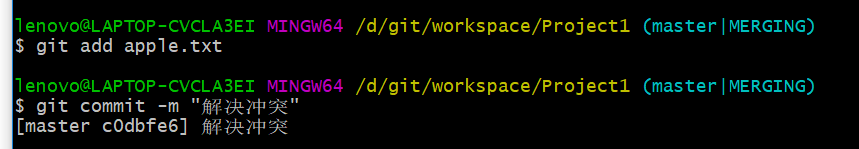 lenovo@LAPTOP-CVCLA3EI MINGW64 /d/git/workspace/Project1 (master|MERGING)
$ git add apple.txt
lenovo@LAPTOP-CVCLA3EI MINGW64 /d/git/workspace/Project1 (master|MERGING)
$ git commit -m "解决冲突"
[master c0dbfe6] 解决冲突